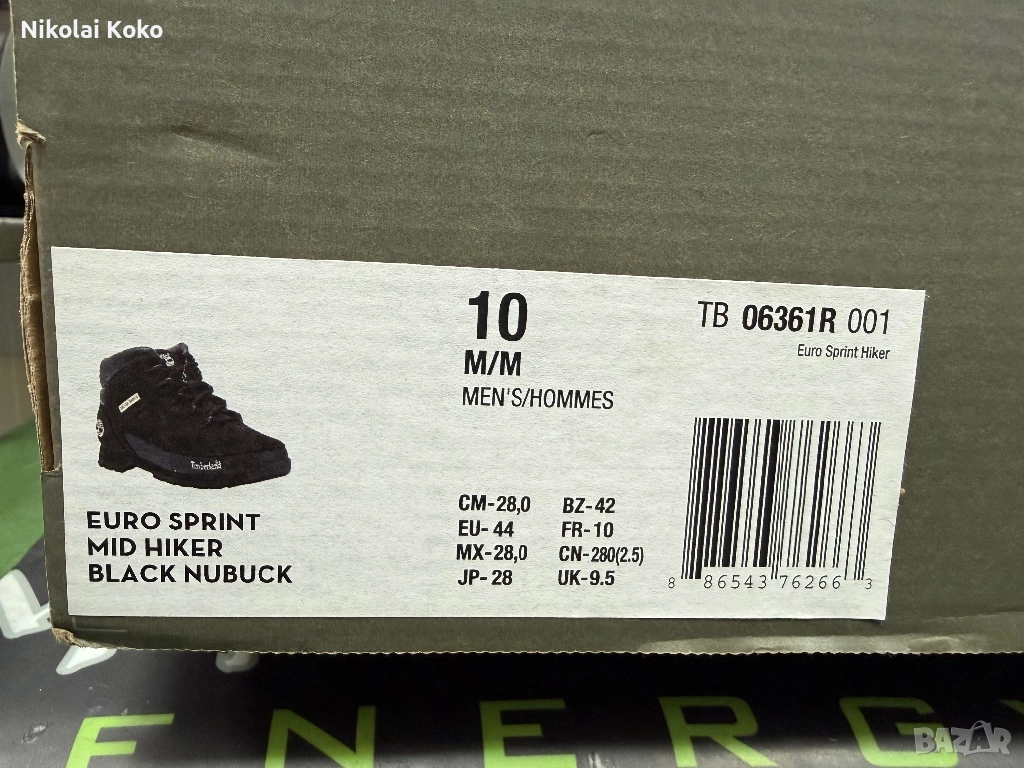 Nikolai Koko
10
M/M
MEN'S/HOMMES
TB 06361R 001
Euro Sprint Hiker
Timberland
EURO SPRINT
MID HIKER
BLACK NUBUCK
CM-28,0 BZ-42
EU-44 FR-10
MX-28,0 CN-280(2.5)
JP-28 UK-9.5
8 86543 76266 3
ENERGY
BAZAR